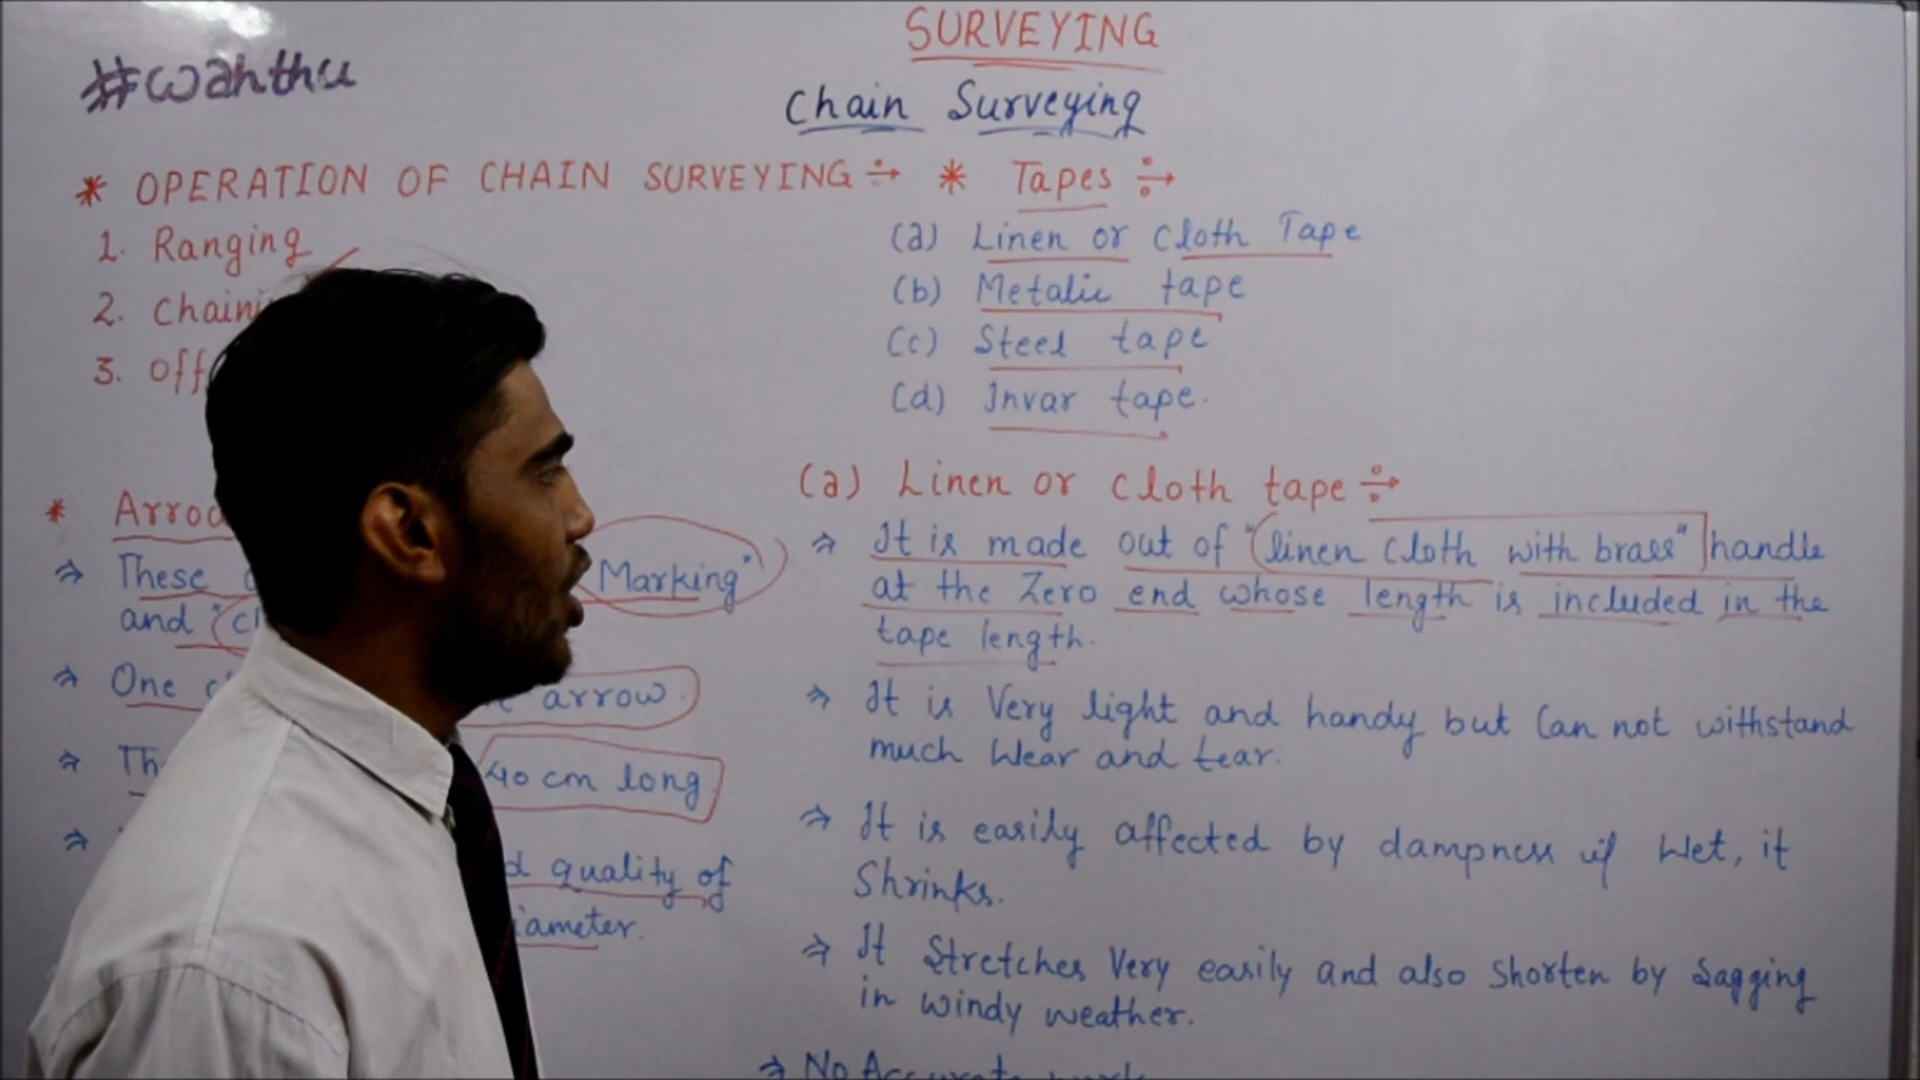 #wahthu
SURVEYING
Chain Surveying
* OPERATION OF CHAIN SURVEYING ÷→
1. Ranging
2. Chaini
3. Off
* Arrow
⇒ These Marking"
and "cl
⇒ One arrow.
⇒ Th 40 cm long
⇒ quality of
iameter.
* Tapes ÷→
(a) Linen or Cloth Tape
(b) Metalic tape
(c) Steel tape
(d) Invar tape.
(a) Linen or cloth tape ÷→
⇒ It is made out of "linen cloth with brass" handle
at the Zero end whose length is included in the
tape length.
⇒ It is Very light and handy but Can not withstand
much Wear and tear.
⇒ It is easily affected by dampness if Wet, it
Shrinks.
⇒ It Stretches Very easily and also Shorten by Sagging
in windy weather.
⇒ No Accurate work